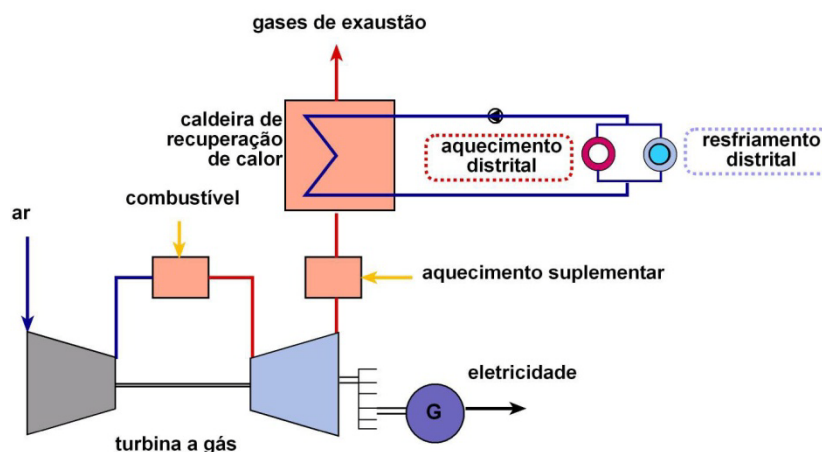 gases de exaustão
caldeira de
recuperação
de calor
aquecimento
distrital
resfriamento
distrital
combustível
ar
aquecimento suplementar
eletricidade
G
turbina a gás